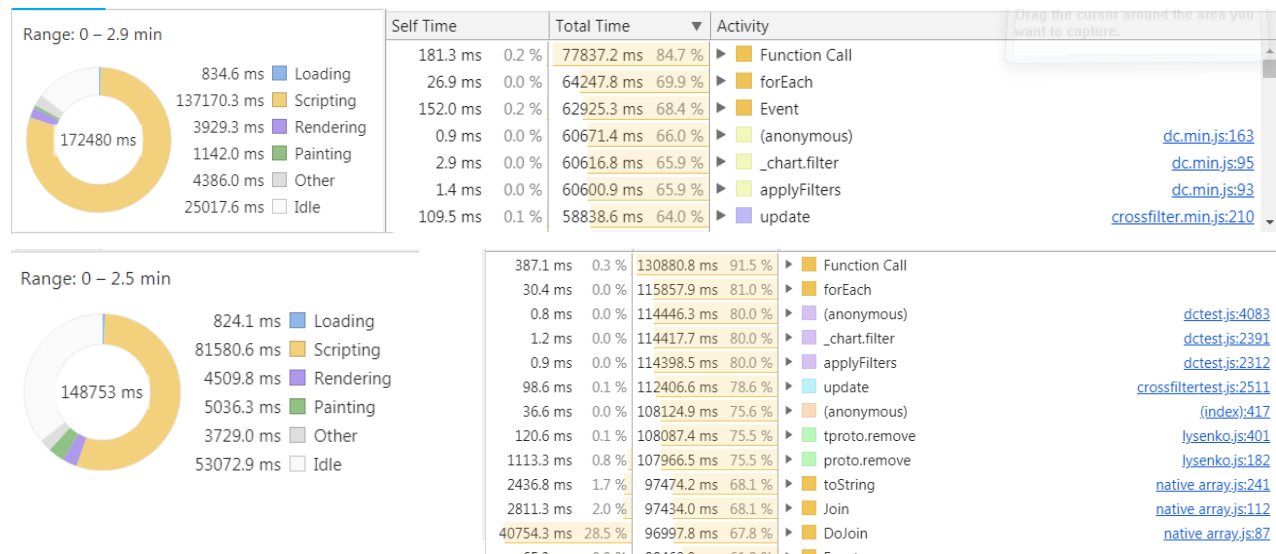 Drag the cursor around the area you
want to capture.
Range: 0 – 2.9 min
834.6 ms Loading
137170.3 ms Scripting
3929.3 ms Rendering
1142.0 ms Painting
4386.0 ms Other
25017.6 ms Idle
172480 ms
Self Time Total Time ▼ Activity
181.3 ms 0.2 % 77837.2 ms 84.7 % ▶ Function Call
26.9 ms 0.0 % 64247.8 ms 69.9 % ▶ forEach
152.0 ms 0.2 % 62925.3 ms 68.4 % ▶ Event
0.9 ms 0.0 % 60671.4 ms 66.0 % ▶ (anonymous) dc.min.js:163
2.9 ms 0.0 % 60616.8 ms 65.9 % ▶ _chart.filter dc.min.js:95
1.4 ms 0.0 % 60600.9 ms 65.9 % ▶ applyFilters dc.min.js:93
109.5 ms 0.1 % 58838.6 ms 64.0 % ▶ update crossfilter.min.js:210
Range: 0 – 2.5 min
824.1 ms Loading
81580.6 ms Scripting
4509.8 ms Rendering
5036.3 ms Painting
3729.0 ms Other
53072.9 ms Idle
148753 ms
387.1 ms 0.3 % 130880.8 ms 91.5 % ▶ Function Call
30.4 ms 0.0 % 115857.9 ms 81.0 % ▶ forEach
0.8 ms 0.0 % 114446.3 ms 80.0 % ▶ (anonymous) dctest.js:4083
1.2 ms 0.0 % 114417.7 ms 80.0 % ▶ _chart.filter dctest.js:2391
0.9 ms 0.0 % 114398.5 ms 80.0 % ▶ applyFilters dctest.js:2312
98.6 ms 0.1 % 112406.6 ms 78.6 % ▶ update crossfiltertest.js:2511
36.6 ms 0.0 % 108124.9 ms 75.6 % ▶ (anonymous) (index):417
120.6 ms 0.1 % 108087.4 ms 75.5 % ▶ tproto.remove lysenko.js:401
1113.3 ms 0.8 % 107966.5 ms 75.5 % ▶ proto.remove lysenko.js:182
2436.8 ms 1.7 % 97474.2 ms 68.1 % ▶ toString native array.js:241
2811.3 ms 2.0 % 97434.0 ms 68.1 % ▶ Join native array.js:112
40754.3 ms 28.5 % 96997.8 ms 67.8 % ▶ DoJoin native array.js:87